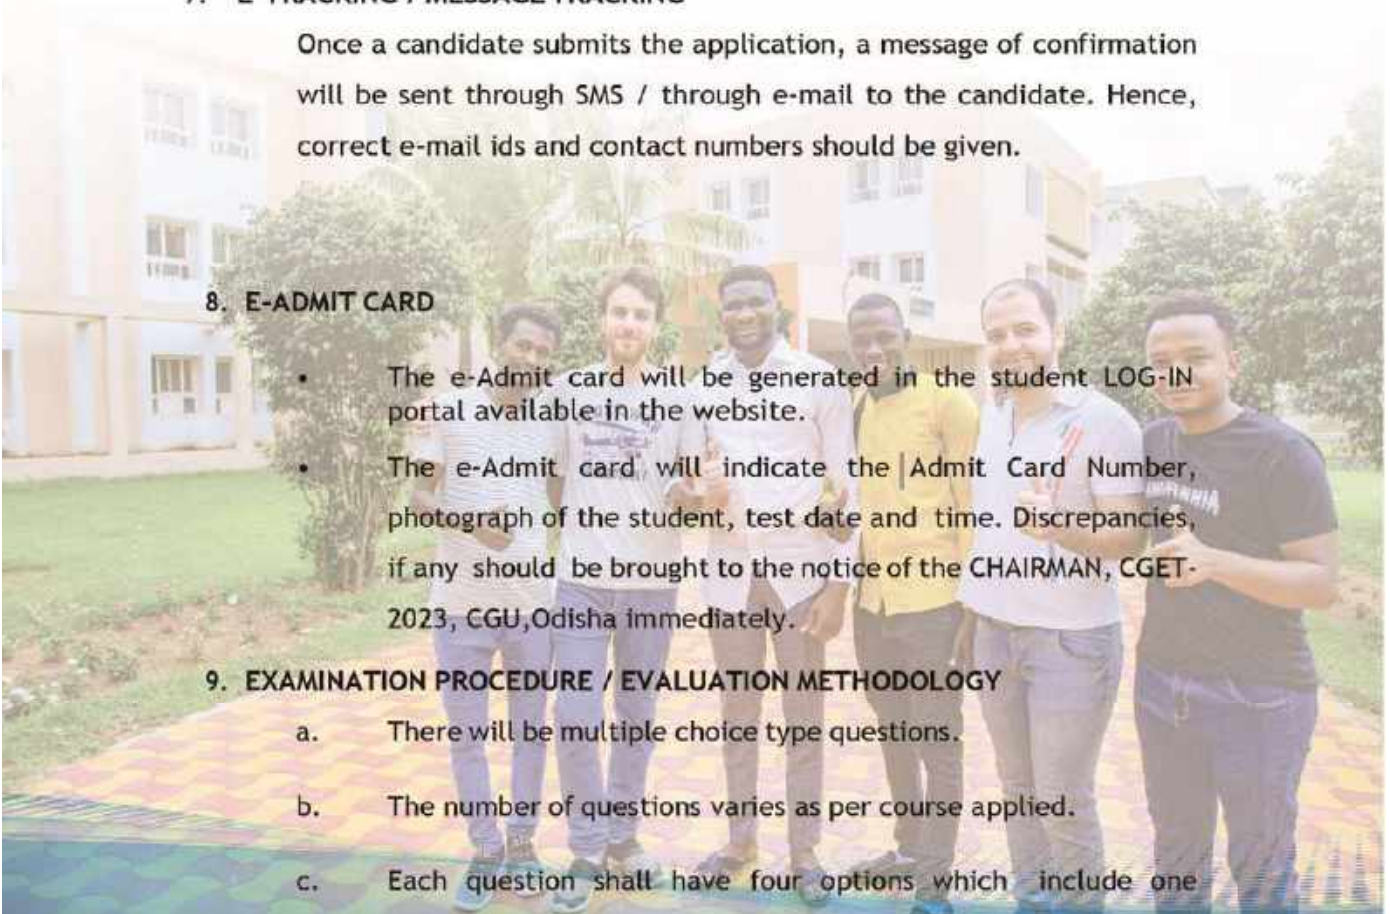 7. E-TRACKING / MESSAGE TRACKING
Once a candidate submits the application, a message of confirmation
will be sent through SMS / through e-mail to the candidate. Hence,
correct e-mail ids and contact numbers should be given.
8. E-ADMIT CARD
• The e-Admit card will be generated in the student LOG-IN
portal available in the website.
• The e-Admit card will indicate the Admit Card Number,
photograph of the student, test date and time. Discrepancies,
if any should be brought to the notice of the CHAIRMAN, CGET-
2023, CGU,Odisha immediately.
9. EXAMINATION PROCEDURE / EVALUATION METHODOLOGY
a. There will be multiple choice type questions.
b. The number of questions varies as per course applied.
c. Each question shall have four options which include one